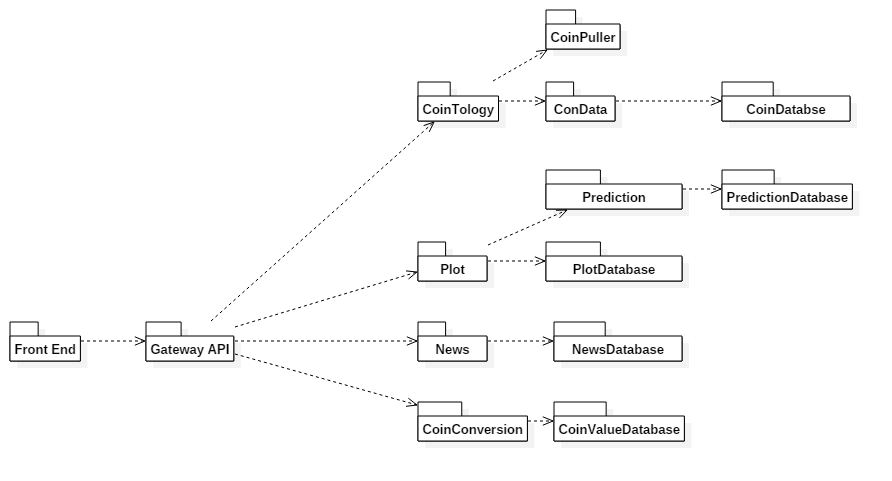 CoinPuller
CoinTology
ConData
CoinDatabse
Prediction
PredictionDatabase
Plot
PlotDatabase
Front End
Gateway API
News
NewsDatabase
CoinConversion
CoinValueDatabase